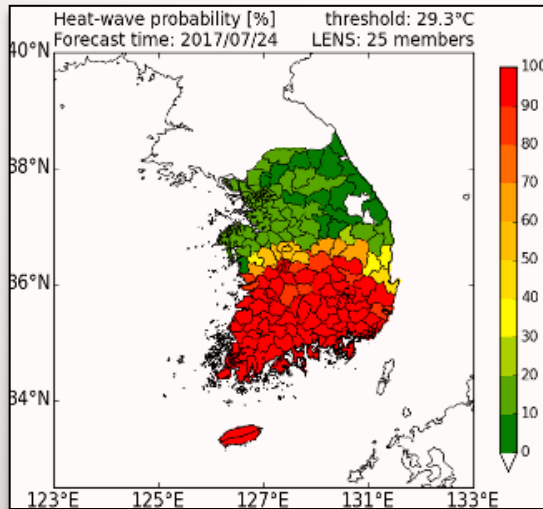 Heat-wave probability [%] threshold: 29.3°C
Forecast time: 2017/07/24 LENS: 25 members
40°N
38°N
36°N
34°N
123°E 125°E 127°E 129°E 131°E 133°E
100
90
80
70
60
50
40
30
20
10
0